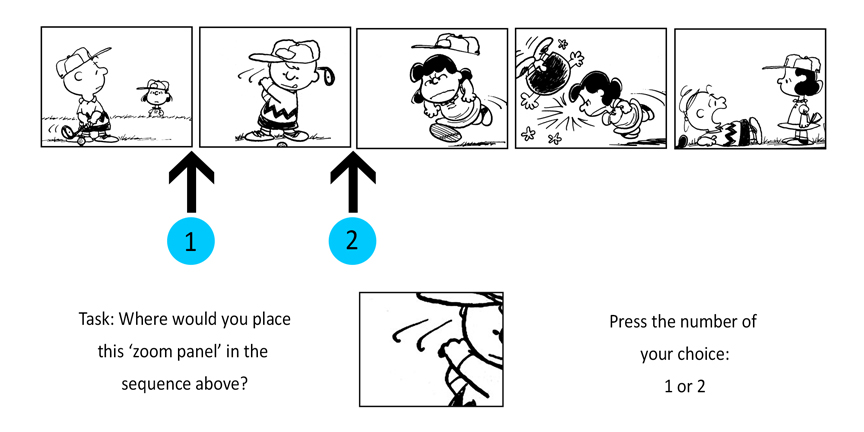 1
2
Task: Where would you place
this ‘zoom panel’ in the
sequence above?
Press the number of
your choice:
1 or 2